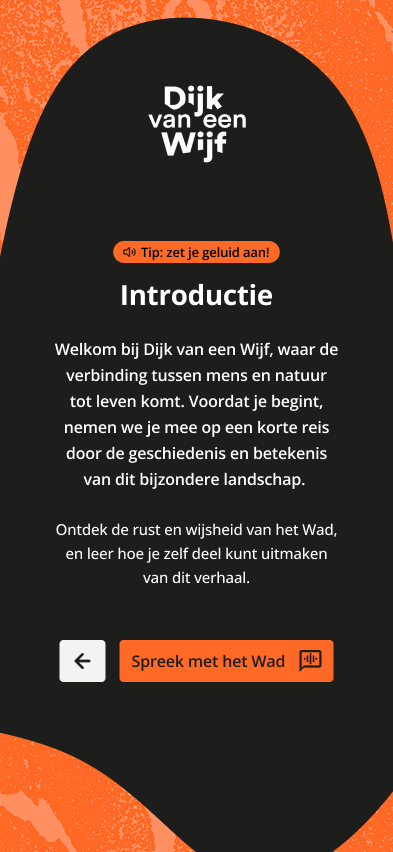 Dijk
van een
Wijf
Tip: zet je geluid aan!
Introductie
Welkom bij Dijk van een Wijf, waar de
verbinding tussen mens en natuur
tot leven komt. Voordat je begint,
nemen we je mee op een korte reis
door de geschiedenis en betekenis
van dit bijzondere landschap.
Ontdek de rust en wijsheid van het Wad,
en leer hoe je zelf deel kunt uitmaken
van dit verhaal.
Spreek met het Wad